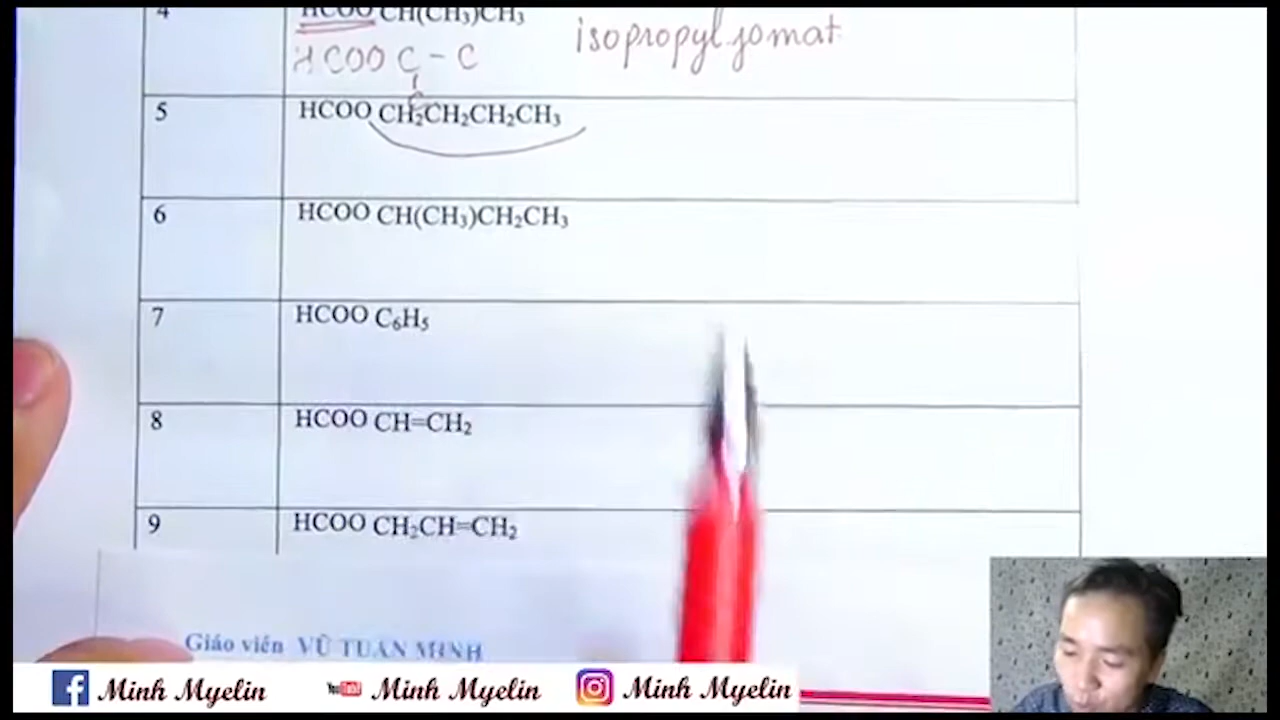 4 HCOO CH(CH₃)CH₃
HCOO C - C isopropyl fomat
C
5 HCOO CH₂CH₂CH₂CH₃
6 HCOO CH(CH₃)CH₂CH₃
7 HCOO C₆H₅
8 HCOO CH=CH₂
9 HCOO CH₂CH=CH₂
Giáo viên VŨ TUẤN MINH
Minh Myelin YouTube Minh Myelin Minh Myelin